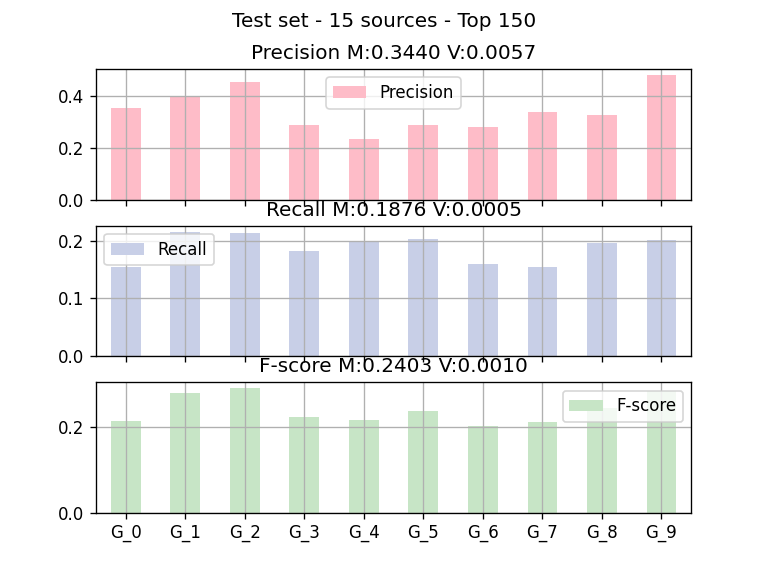 Test set - 15 sources - Top 150
Precision M:0.3440 V:0.0057
Precision
0.4
0.2
0.0
Recall M:0.1876 V:0.0005
Recall
0.2
0.1
0.0
F-score M:0.2403 V:0.0010
F-score
0.2
0.0
G_0 G_1 G_2 G_3 G_4 G_5 G_6 G_7 G_8 G_9